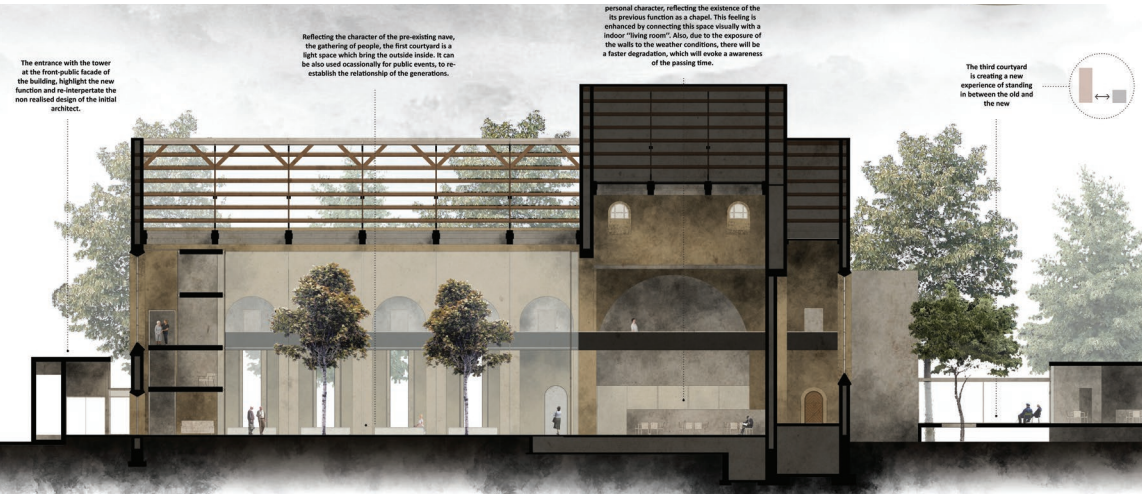 The entrance with the tower
at the front-public facade of
the building, highlight the new
function and re-interpertate the
non realised design of the initial
architect.
Reflecting the character of the pre-existing nave,
the gathering of people, the first courtyard is a
light space which bring the outside inside. It can
be also used ocassionally for public events, to re-
establish the relationship of the generations.
personal character, reflecting the existence of the
its previous function as a chapel. This feeling is
enhanced by connecting this space visually with a
indoor "living room". Also, due to the exposure of
the walls to the weather conditions, there will be
a faster degradation, which will evoke a awareness
of the passing time.
The third courtyard
is creating a new
experience of standing
in between the old and
the new